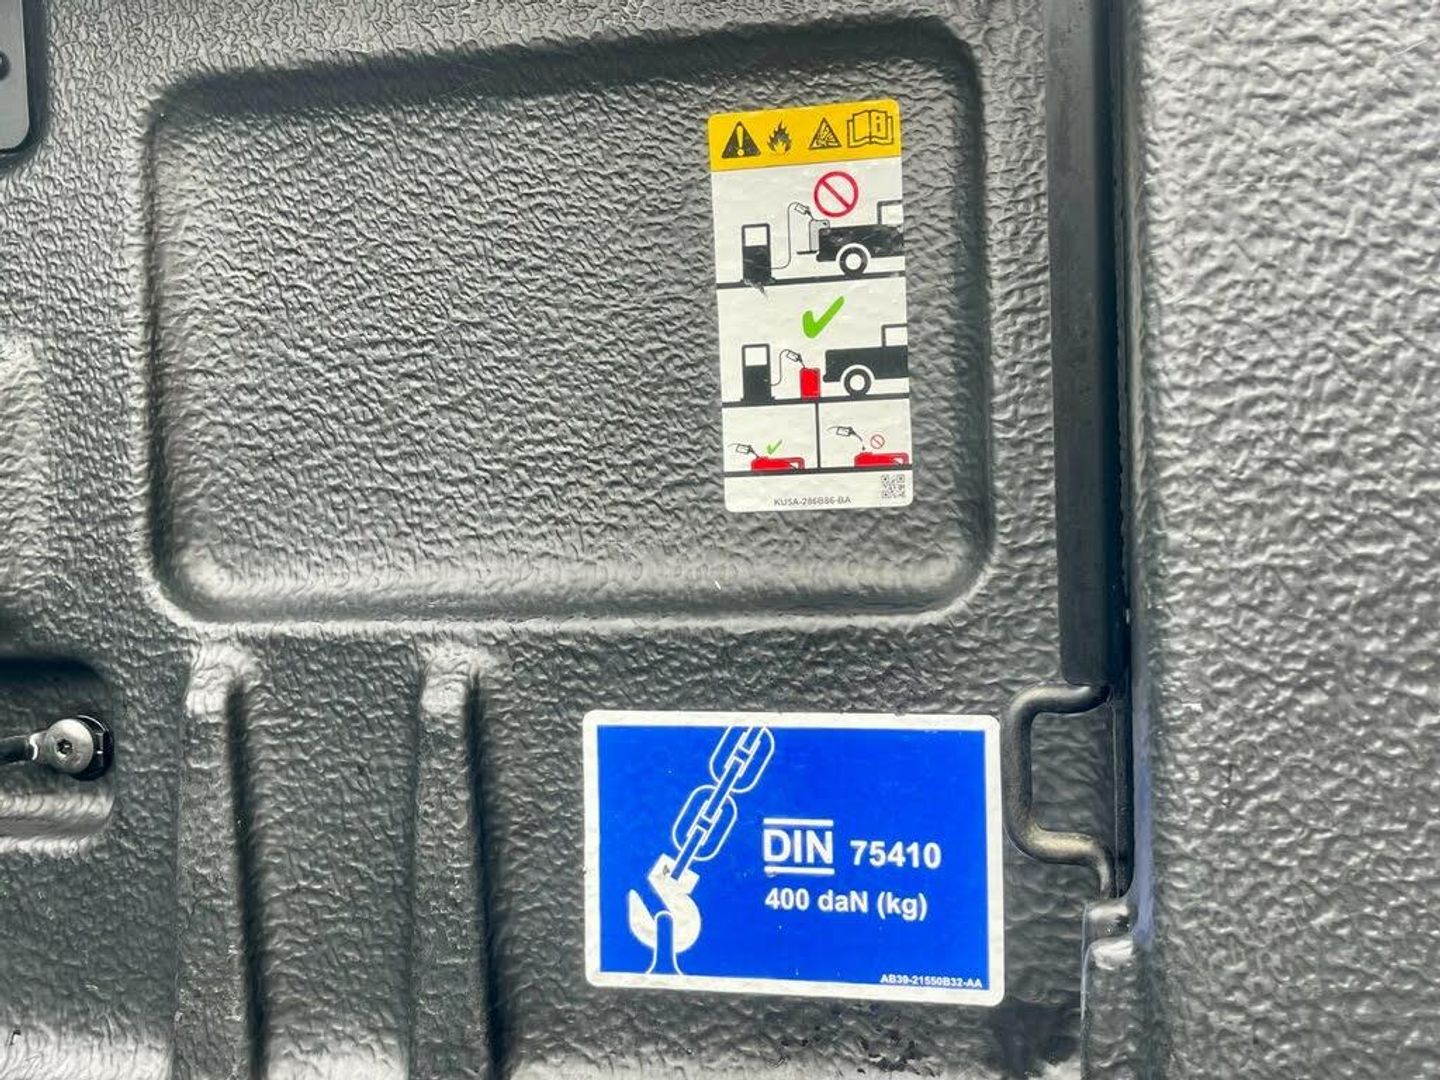 KU5A-286B86-BA
DIN 75410
400 daN (kg)
AB39-21550B32-AA